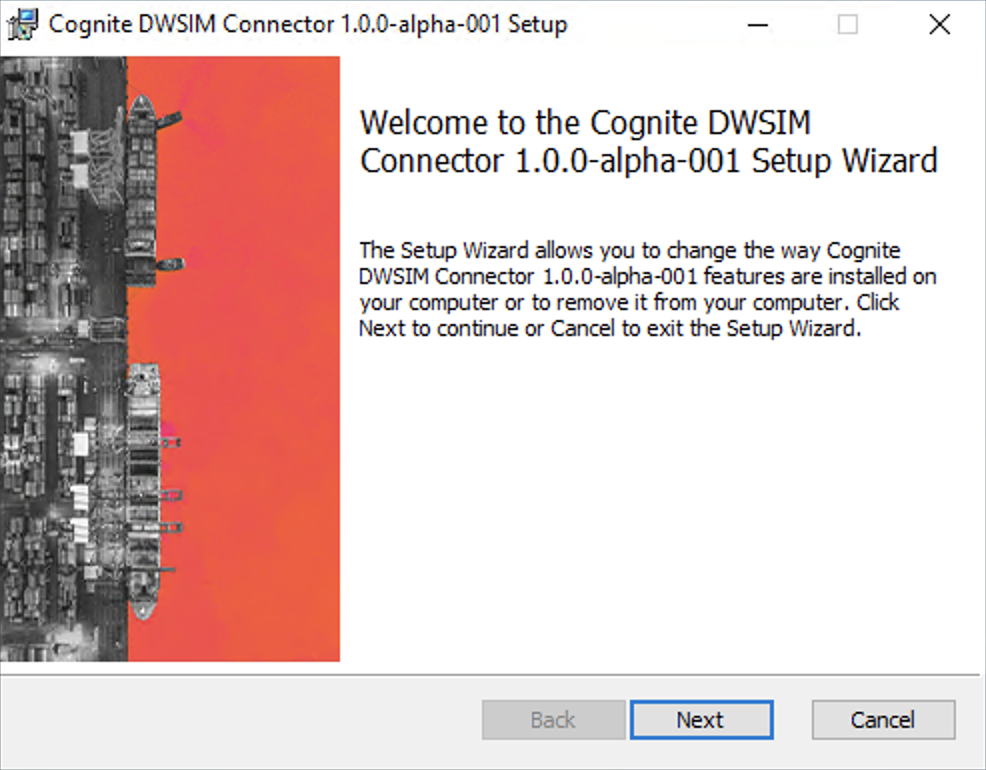 Cognite DWSIM Connector 1.0.0-alpha-001 Setup
Welcome to the Cognite DWSIM
Connector 1.0.0-alpha-001 Setup Wizard
The Setup Wizard allows you to change the way Cognite
DWSIM Connector 1.0.0-alpha-001 features are installed on
your computer or to remove it from your computer. Click
Next to continue or Cancel to exit the Setup Wizard.
Back
Next
Cancel